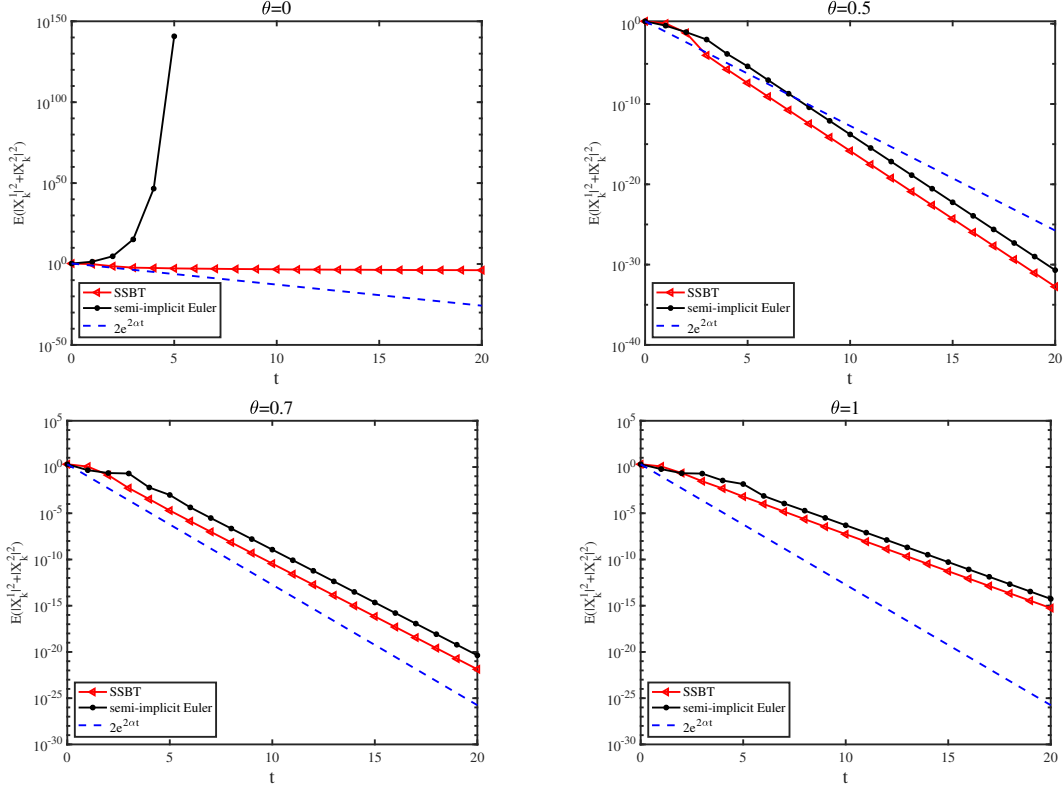 θ=0
10^150
10^100
10^50
10^0
10^-50
E(|X_k^1|^2+|X_k^2|^2)
SSBT
semi-implicit Euler
2e^2αt
0 5 10 15 20
t
θ=0.5
10^0
10^-10
10^-20
10^-30
10^-40
E(|X_k^1|^2+|X_k^2|^2)
SSBT
semi-implicit Euler
2e^2αt
0 5 10 15 20
t
θ=0.7
10^5
10^0
10^-5
10^-10
10^-15
10^-20
10^-25
10^-30
E(|X_k^1|^2+|X_k^2|^2)
SSBT
semi-implicit Euler
2e^2αt
0 5 10 15 20
t
θ=1
10^5
10^0
10^-5
10^-10
10^-15
10^-20
10^-25
10^-30
E(|X_k^1|^2+|X_k^2|^2)
SSBT
semi-implicit Euler
2e^2αt
0 5 10 15 20
t